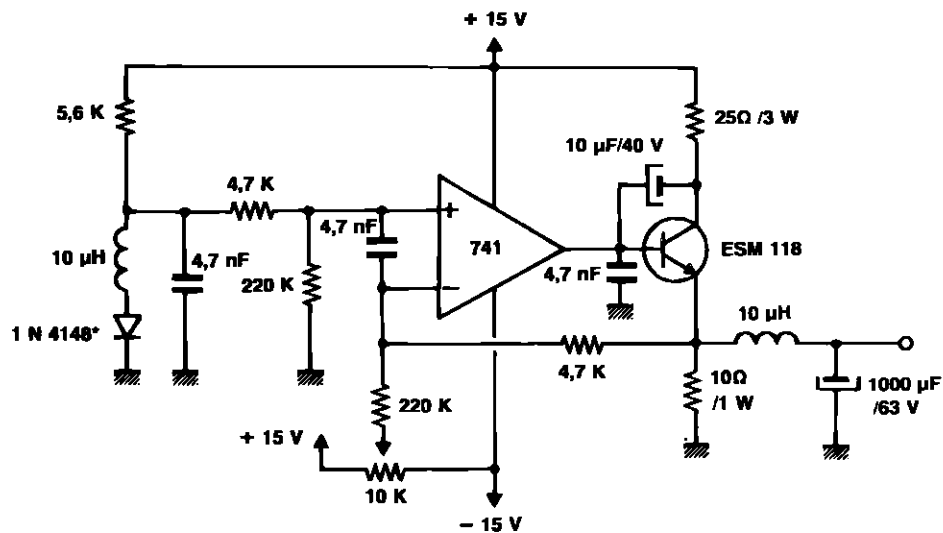 + 15 V
5,6 K
25Ω /3 W
10 µF/40 V
4,7 K
+
4,7 nF
741
ESM 118
10 µH
4,7 nF
220 K
4,7 nF
−
10 µH
1 N 4148*
4,7 K
10Ω
/1 W
1000 µF
/63 V
220 K
+ 15 V
10 K
− 15 V